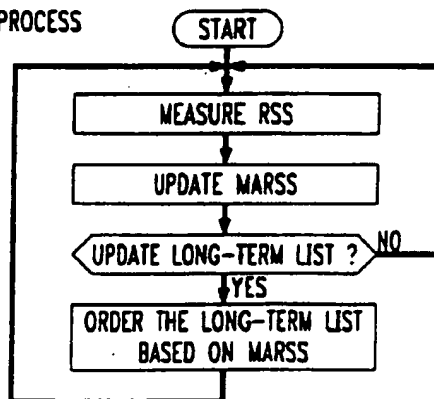 PROCESS
START
MEASURE RSS
UPDATE MARSS
UPDATE LONG-TERM LIST ?
NO
YES
ORDER THE LONG-TERM LIST
BASED ON MARSS